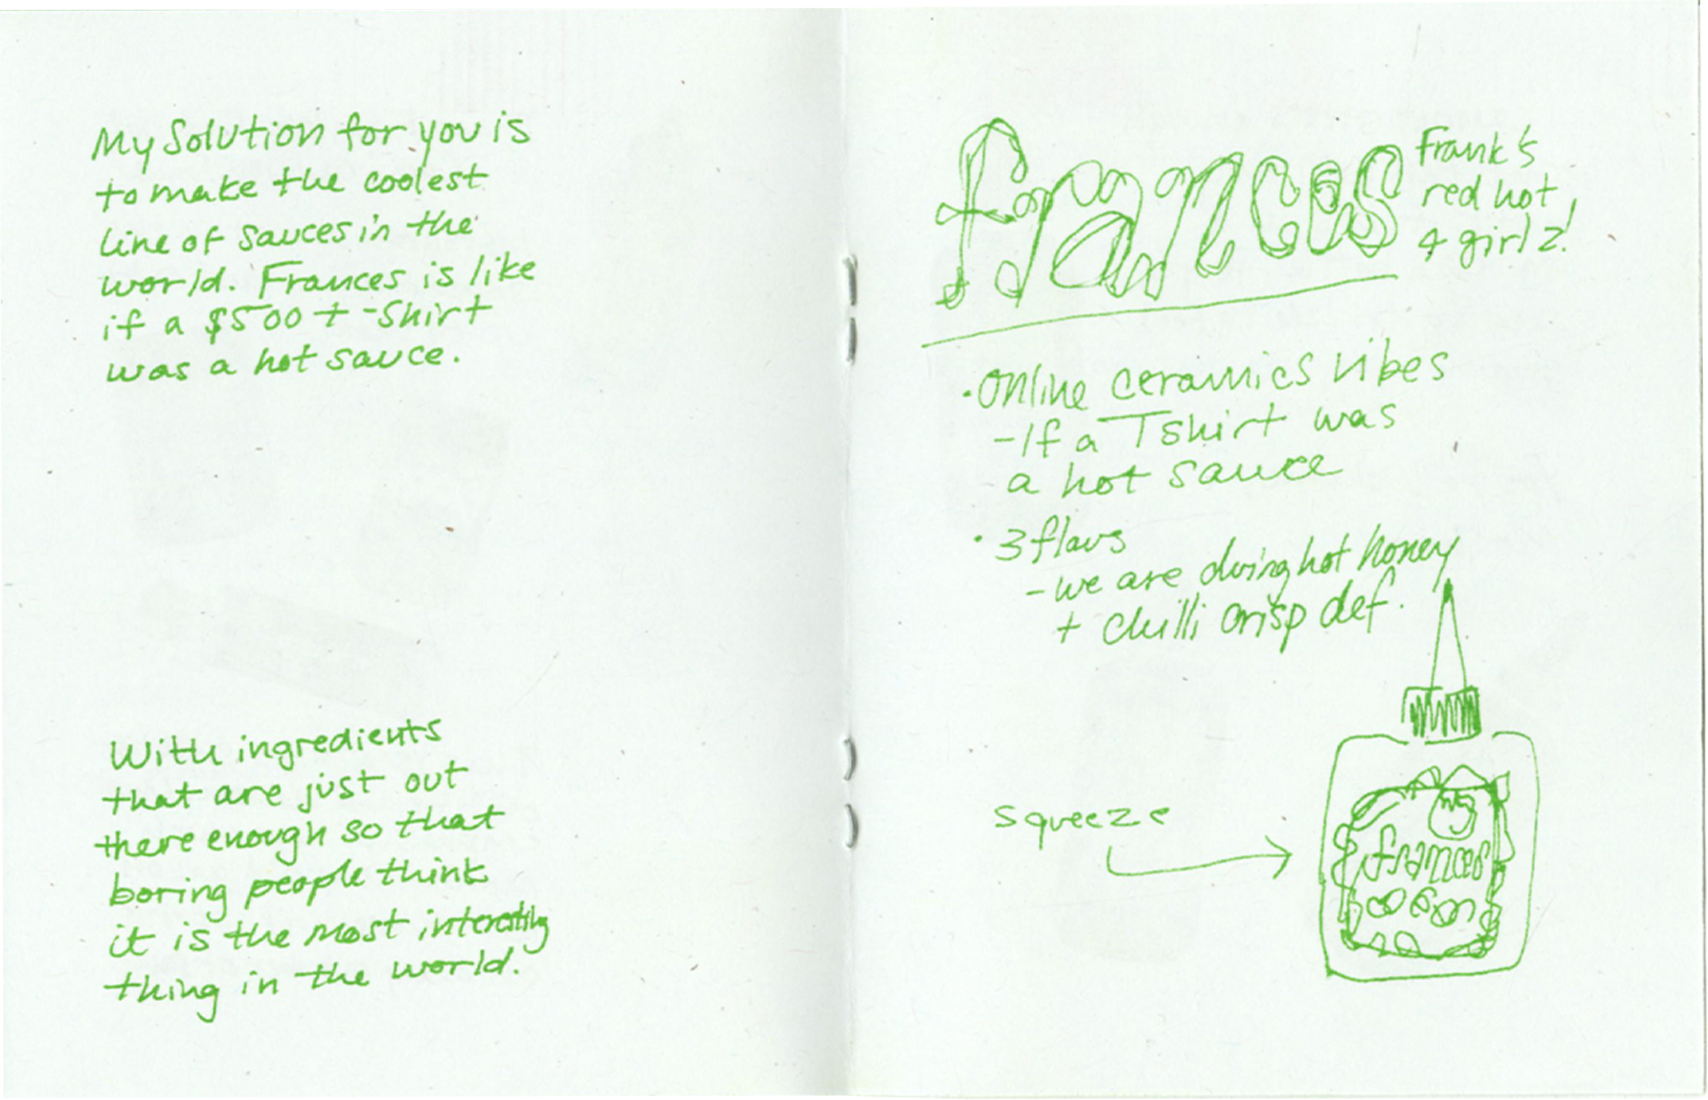 My Solution for you is
to make the coolest
line of sauces in the
world. Frances is like
if a $500 t-shirt
was a hot sauce.
With ingredients
that are just out
there enough so that
boring people think
it is the most interesting
thing in the world.
frances
Frank's
red hot
4 girlz!
• Online ceramics vibes
- If a Tshirt was
a hot sauce
• 3 flavs
- we are doing hot honey
+ chilli crisp def.
squeeze
frances